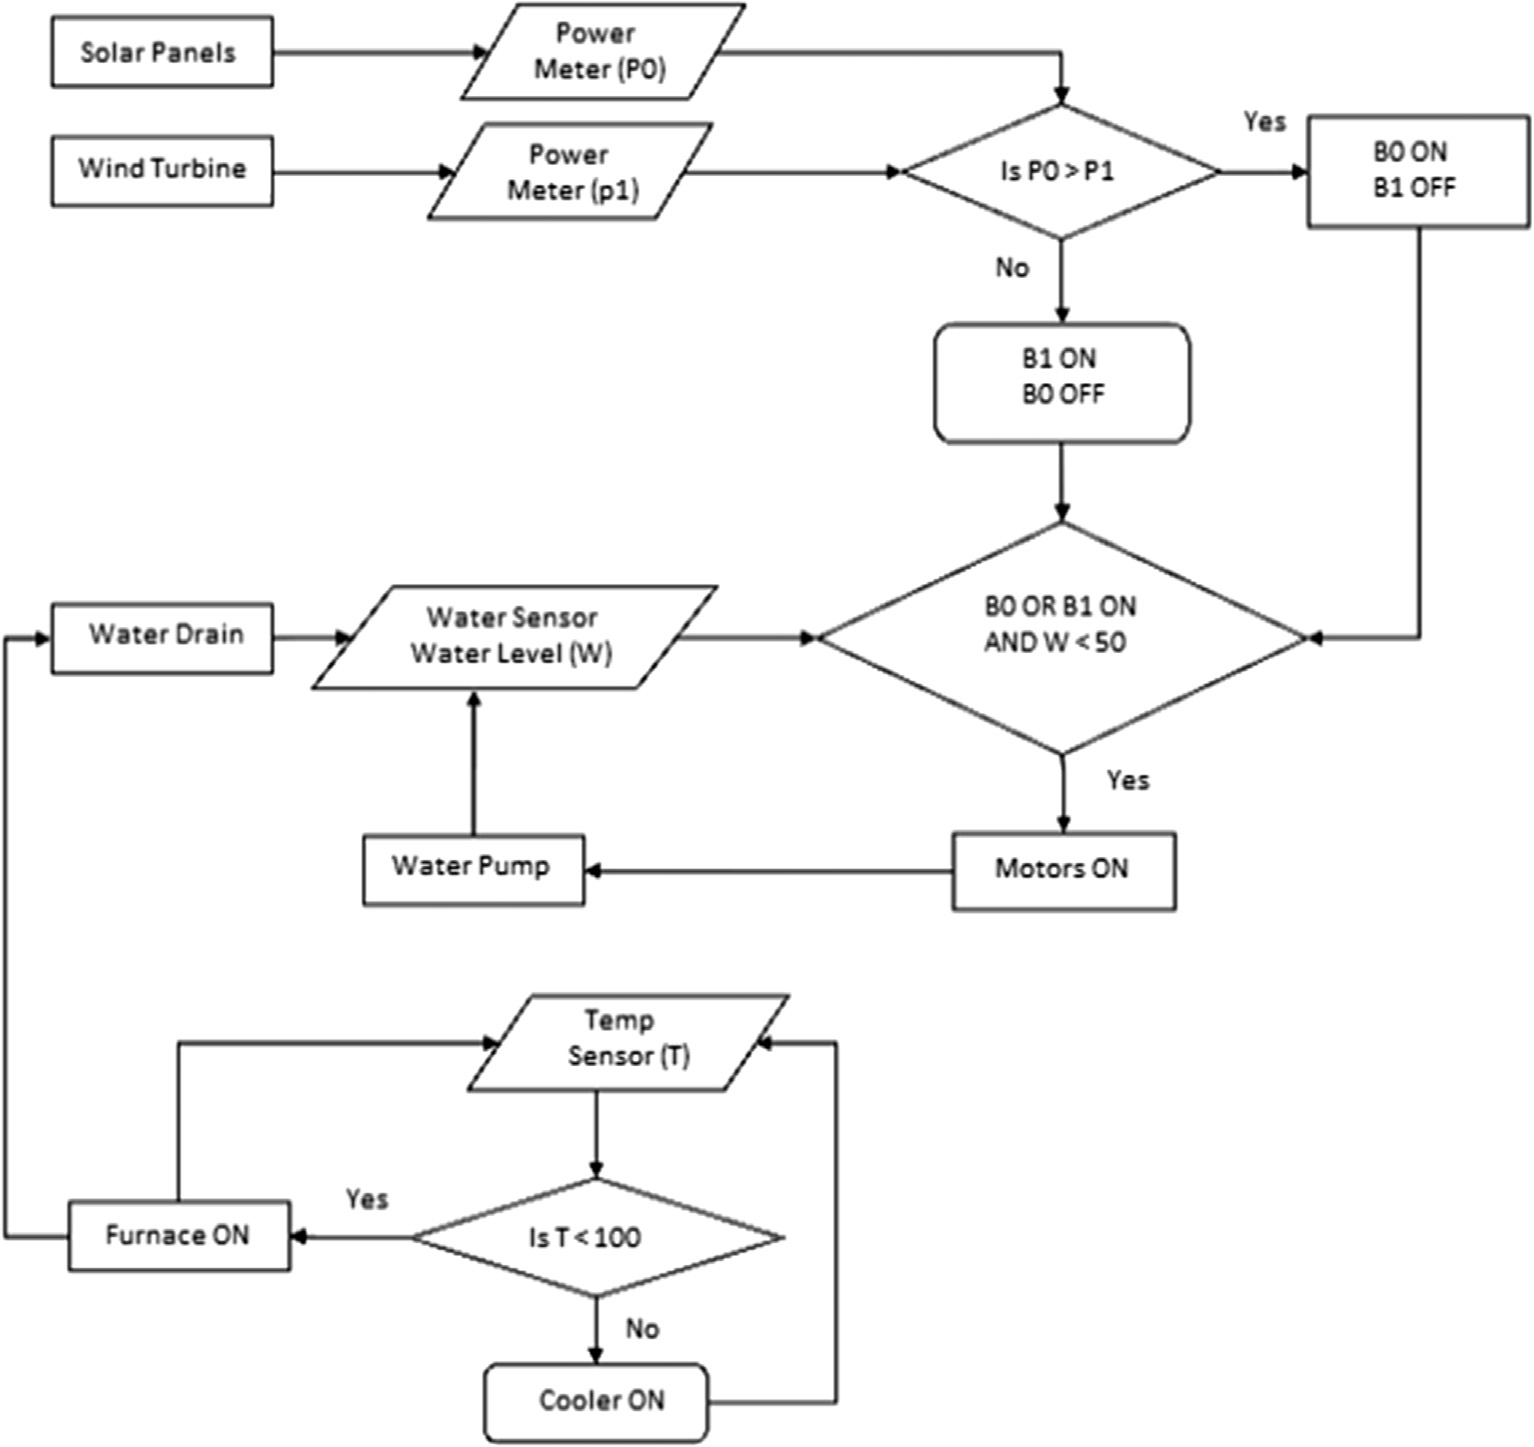 Solar Panels
Power
Meter (P0)
Wind Turbine
Power
Meter (p1)
Is P0 > P1
Yes
B0 ON
B1 OFF
No
B1 ON
B0 OFF
Water Drain
Water Sensor
Water Level (W)
B0 OR B1 ON
AND W < 50
Yes
Water Pump
Motors ON
Temp
Sensor (T)
Furnace ON
Yes
Is T < 100
No
Cooler ON